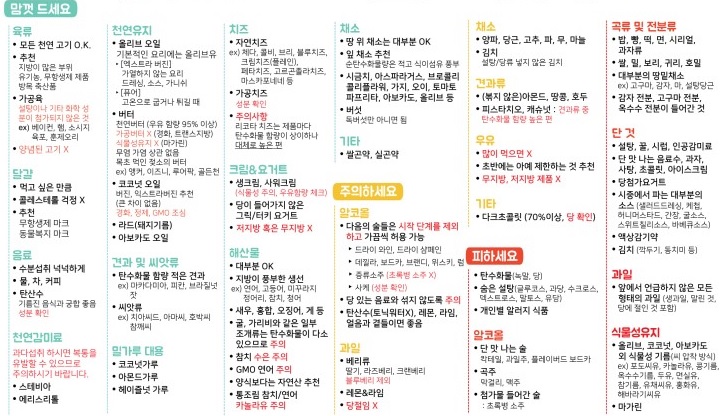 맘껏 드세요
육류
• 모든 천연 고기 O.K.
• 추천
지방이 많은 부위
유기농, 무항생제 제품
방목 축산품
• 가공육
설탕이나 기타 화학 성
분이 첨가되지 않은 것
ex) 베이컨, 햄, 소시지
육포, 훈제오리
• 양념된 고기 X
달걀
• 먹고 싶은 만큼
• 콜레스테롤 걱정 X
• 추천
무항생제 마크
동물복지 마크
음료
• 수분섭취 넉넉하게
• 물, 차, 커피
• 탄산수
기름진 음식과 궁합 좋음
성분 확인
천연감미료
과다섭취 하시면 복통을
유발할 수 있으므로
주의하시기 바랍니다.
• 스테비아
• 에리스리톨
천연유지
• 올리브 오일
기본적인 요리에는 올리브유
• [엑스트라 버진]
가열하지 않는 요리
드레싱, 소스, 가니쉬
• [퓨어]
고온으로 굽거나 튀길 때
• 버터
천연버터 (우유 함량 95% 이상)
가공버터 X (경화, 트랜스지방)
식물성유지 X (마가린)
무염 가염 상관 없음
목초 먹인 젖소의 버터
ex) 앵커, 이즈니, 루어팍, 골든천
• 코코넛 오일
버진, 익스트라버진 추천
(큰 차이 없음)
경화, 정제, GMO 조심
• 라드(돼지기름)
• 아보카도 오일
견과 및 씨앗류
• 탄수화물 함량 적은 견과
ex) 마카다미아, 피칸, 브라질넛
잣
• 씨앗류
ex) 치아씨드, 아마씨, 호박씨
참깨씨
밀가루 대용
• 코코넛가루
• 아몬드가루
• 헤이즐넛 가루
치즈
• 자연치즈
ex) 체다, 콜비, 브리, 블루치즈,
크림치즈(플레인),
페타치즈, 고르곤졸라치즈,
마스카포네네 등
• 가공치즈
성분 확인
• 주의사항
리코타 치즈는 제품마다
탄수화물 함량이 상이하나
대체로 높은 편
크림&요거트
• 생크림, 사워크림
(식물성 주의, 우유함량 체크)
• 당이 들어가지 않은
그릭/터키 요거트
• 저지방 혹은 무지방 X
해산물
• 대부분 OK
• 지방이 풍부한 생선
ex) 연어, 고등어, 미꾸라지
정어리, 참치, 청어
• 새우, 홍합, 오징어, 게 등
• 굴, 가리비와 같은 일부
조개류는 탄수화물이 다소
있으므로 주의
• 참치 수은 주의
• GMO 연어 주의
• 양식보다는 자연산 추천
• 통조림 참치/연어
카놀라유 주의
채소
• 땅 위 채소는 대부분 OK
• 잎 채소 추천
순탄수화물량은 적고 식이섬유 풍부
• 시금치, 아스파라거스, 브로콜리
콜리플라워, 가지, 오이, 토마토
파프리카, 아보카도, 올리브 등
• 버섯
독버섯만 아니면 됨
기타
• 쌀곤약, 실곤약
주의하세요
알코올
• 다음의 술들은 시작 단계를 제외
하고 가끔씩 허용 가능
▸ 드라이 와인, 드라이 샴페인
▸ 데낄라, 보드카, 브랜디, 위스키, 럼
▸ 증류소주 (초록병 소주 X)
▸ 사케 (성분 확인)
• 당 있는 음료와 섞지 않도록 주의
• 탄산수(토닉워터X), 레몬, 라임,
얼음과 곁들이면 좋음
과일
• 베리류
딸기, 라즈베리, 크랜베리
블루베리 제외
• 레몬&라임
• 당절임 X
채소
• 양파, 당근, 고추, 파, 무, 마늘
• 김치
설탕/당류 넣지 않은 김치
견과류
• (볶지 않은)아몬드, 땅콩, 호두
• 피스타치오, 캐슈넛 : 견과류 중
탄수화물 함량 높은 편
우유
• 많이 먹으면 X
• 초반에는 아예 제한하는 것 추천
• 무지방, 저지방 제품 X
기타
• 다크초콜릿 (70%이상, 당 확인)
피하세요
• 탄수화물(녹말, 당)
• 숨은 설탕(글루코스, 과당, 수크로스,
덱스트로스, 말토스, 유당)
• 개인별 알러지 식품
알코올
• 단 맛 나는 술
칵테일, 과일주, 플레이버드 보드카
• 곡주
막걸리, 맥주
• 첨가물 들어간 술
: 초록병 소주
곡류 및 전분류
• 밥, 빵, 떡, 면, 시리얼,
과자류
• 쌀, 밀, 보리, 귀리, 호밀
• 대부분의 땅밑채소
ex) 고구마, 감자, 마, 설탕당근
• 감자 전분, 고구마 전분,
옥수수 전분이 들어간 것
단 것
• 설탕, 꿀, 시럽, 인공감미료
• 단 맛 나는 음료수, 과자,
사탕, 초콜릿, 아이스크림
• 당첨가요거트
• 시중에서 파는 대부분의
소스 (샐러드드레싱, 케첩,
허니머스타드, 간장, 굴소스,
스위트칠리소스, 바베큐소스)
• 액상감기약
• 김치 (깍두기, 동치미 등)
과일
• 앞에서 언급하지 않은 모든
형태의 과일 (생과일, 말린 것,
당에 절인 것 포함)
식물성유지
• 올리브, 코코넛, 아보카도
외 식물성 기름(씨 압착 방식)
ex) 포도씨유, 카놀라유, 콩기름,
옥수수기름, 두유, 면실유,
참기름, 유채씨유, 홍화유,
해바라기씨유
• 마가린